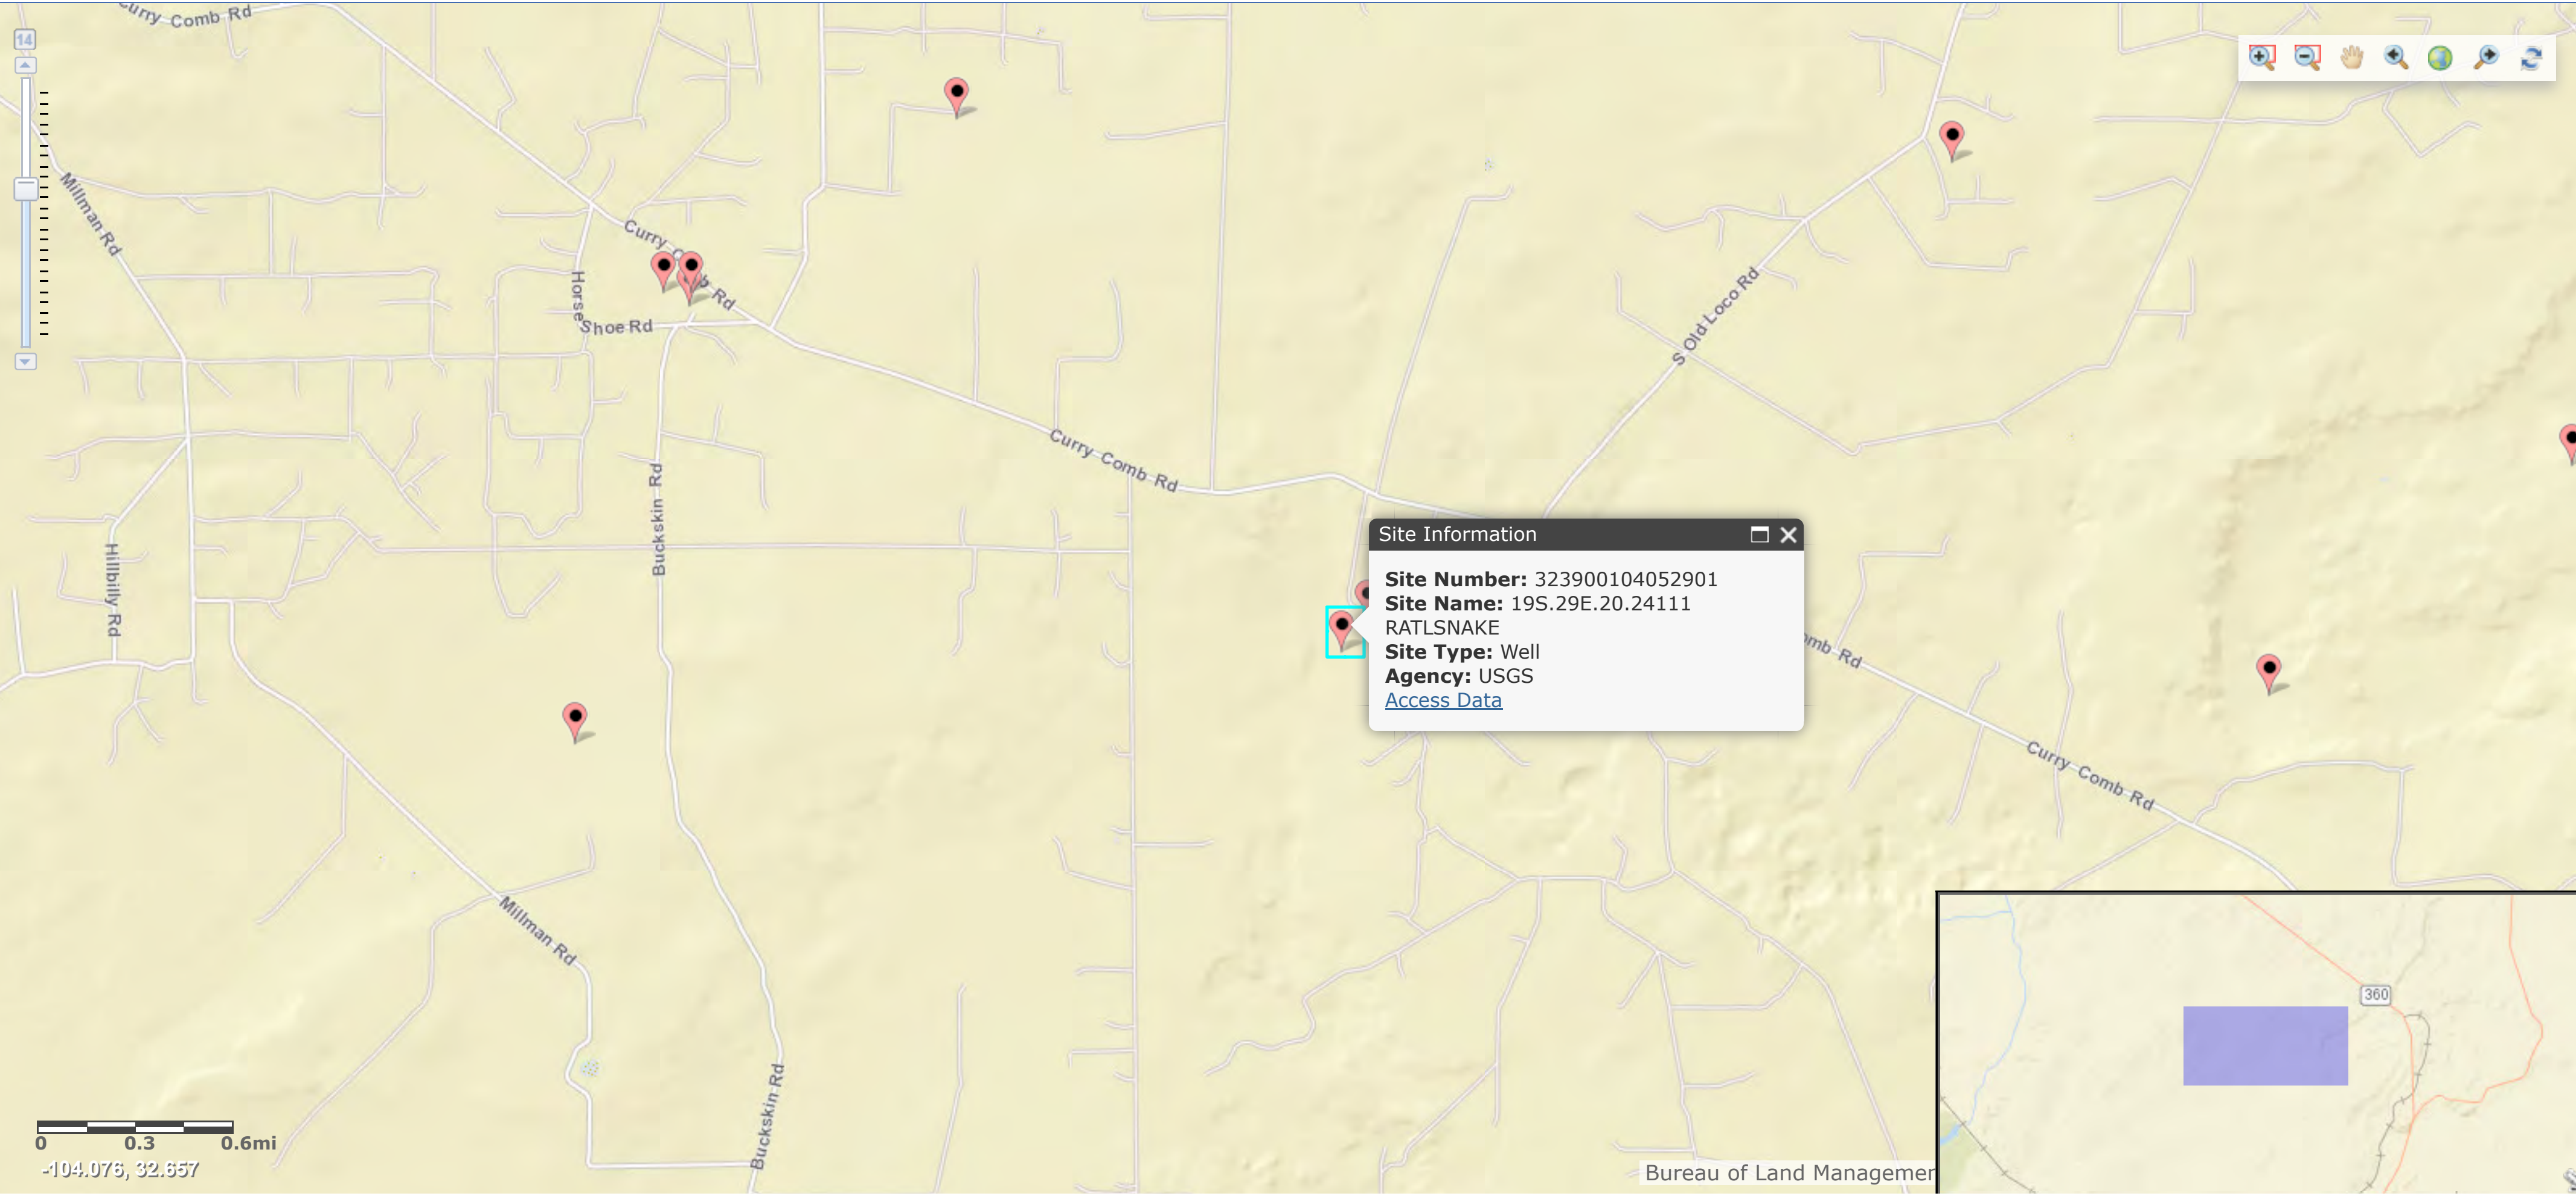 Curry Comb Rd
14
Millman Rd
Curry Comb Rd
Horse
Shoe Rd
S Old Loco Rd
Curry Comb Rd
Buckskin Rd
Hillbilly Rd
Site Information
Site Number: 323900104052901
Site Name: 19S.29E.20.24111
RATLSNAKE
Site Type: Well
Agency: USGS
Access Data
omb Rd
Curry Comb Rd
Millman Rd
360
Buckskin Rd
0 0.3 0.6mi
-104.076, 32.657
Bureau of Land Managemen